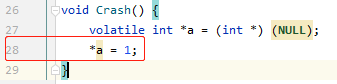 26 void Crash() {
27 volatile int *a = (int *) (NULL);
28 *a = 1;
29 }